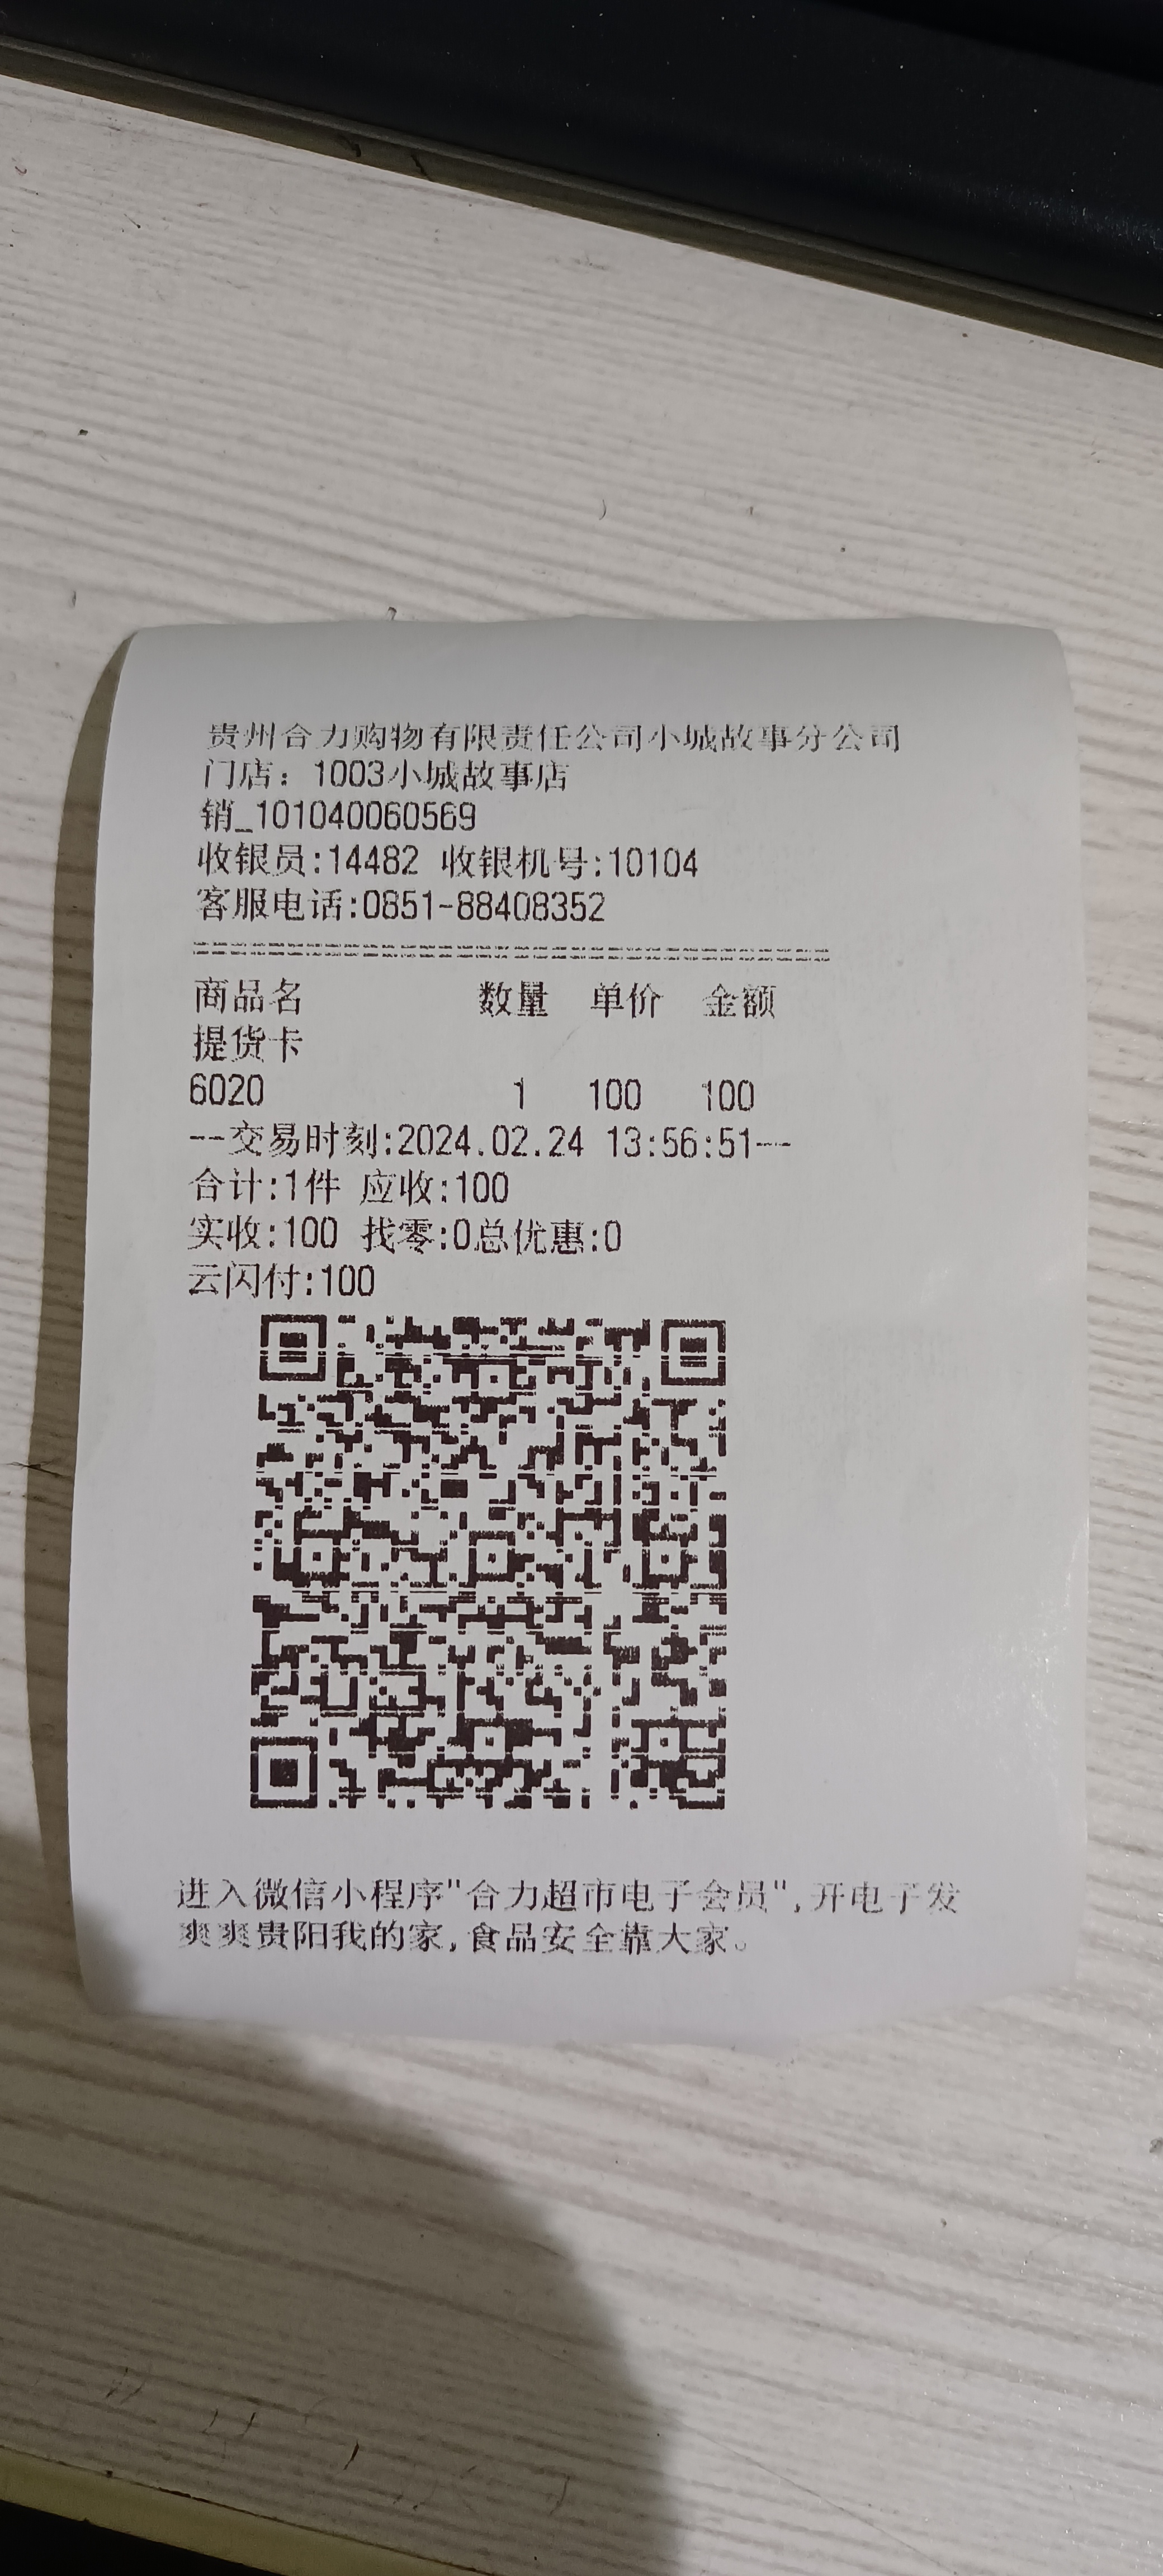 贵州合力购物有限责任公司小城故事分公司
门店：1003小城故事店
销_101040060569
收银员:14482 收银机号:10104
客服电话:0851-88408352
商品名 数量 单价 金额
提货卡
6020 1 100 100
--交易时刻:2024.02.24 13:56:51--
合计:1件 应收:100
实收:100 找零:0总优惠:0
云闪付:100
进入微信小程序"合力超市电子会员",开电子发
爽爽贵阳我的家,食品安全靠大家。